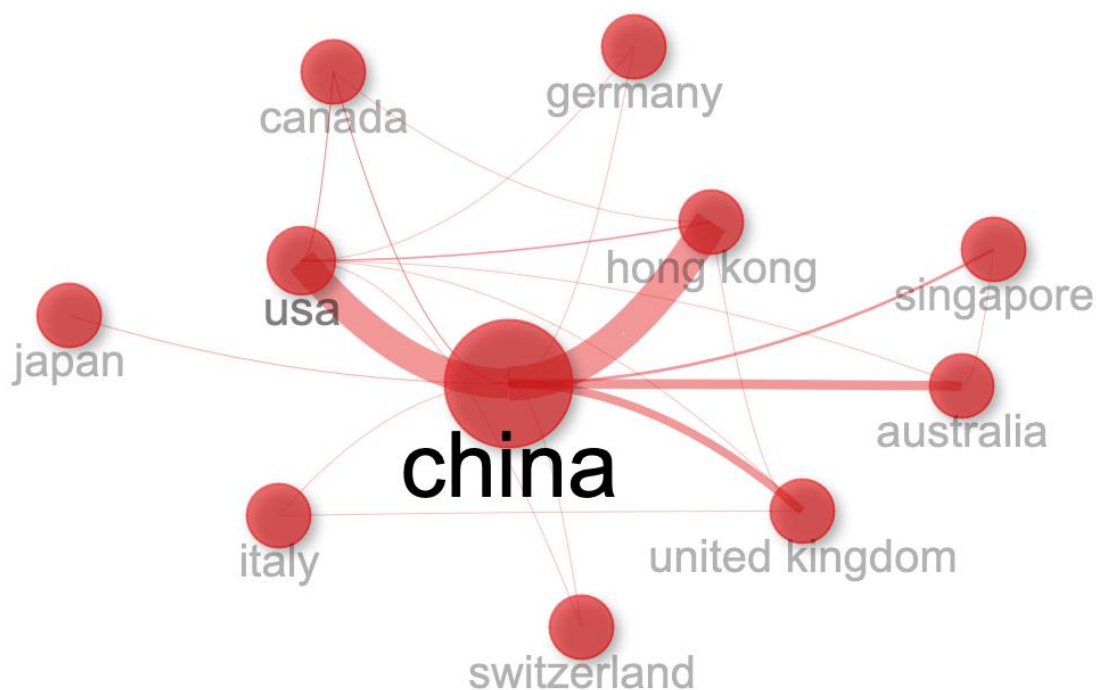 germany
canada
hong kong
singapore
usa
japan
australia
china
united kingdom
italy
switzerland